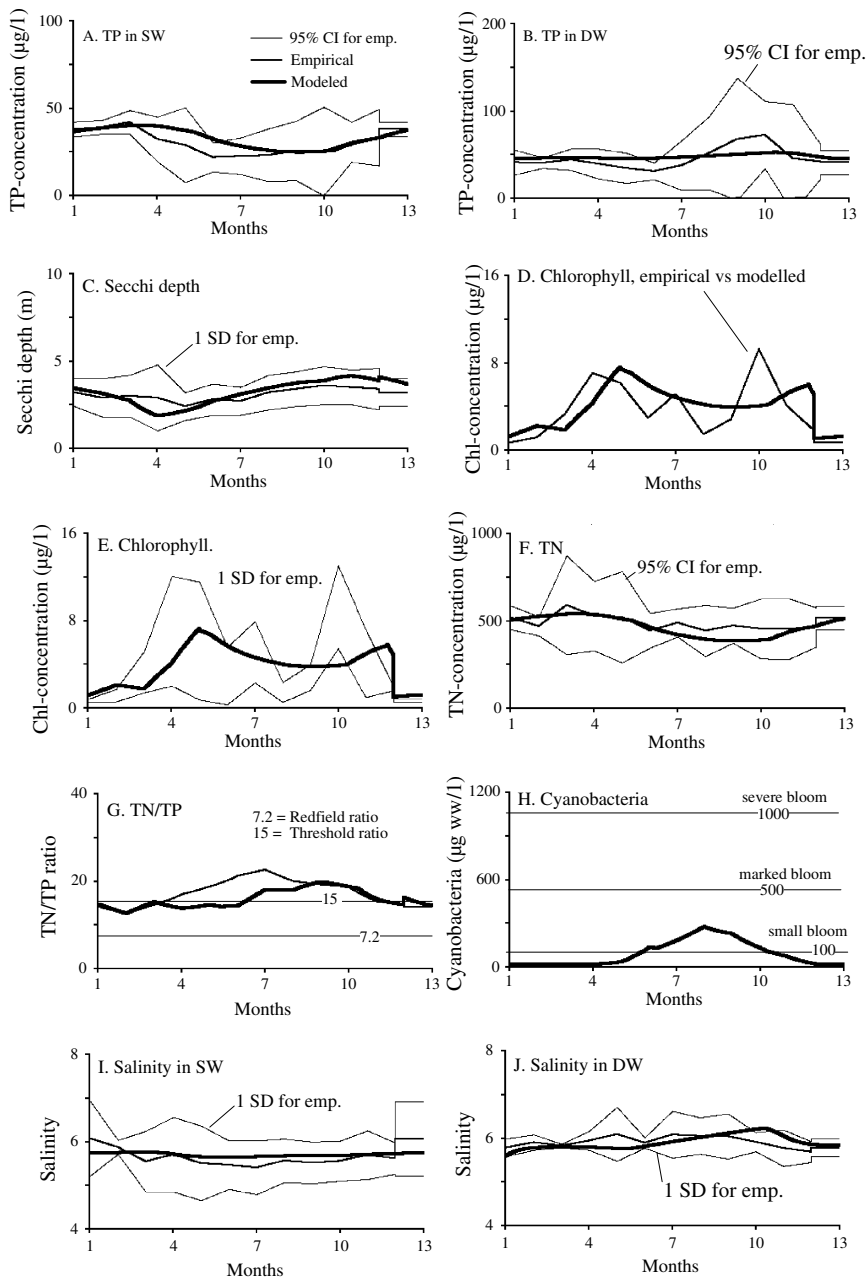 A. TP in SW
95% CI for emp.
Empirical
Modeled
TP-concentration (µg/1)
100
50
0
1
4
7
10
13
Months
B. TP in DW
95% CI for emp.
TP-concentration (µg/1)
200
100
0
1
4
7
10
13
Months
C. Secchi depth
1 SD for emp.
Secchi depth (m)
10
5
0
1
4
7
10
13
Months
D. Chlorophyll, empirical vs modelled
Chl-concentration (µg/1)
16
8
0
1
4
7
10
13
Months
E. Chlorophyll.
1 SD for emp.
Chl-concentration (µg/1)
16
8
0
1
4
7
10
13
Months
F. TN
95% CI for emp.
TN-concentration (µg/1)
1000
500
0
1
4
7
10
13
Months
G. TN/TP
7.2 = Redfield ratio
15 = Threshold ratio
15
7.2
TN/TP ratio
40
20
0
1
4
7
10
13
Months
H. Cyanobacteria
severe bloom
1000
marked bloom
500
small bloom
100
Cyanobacteria (µg ww/1)
1200
600
0
1
4
7
10
13
Months
I. Salinity in SW
1 SD for emp.
Salinity
8
6
4
1
4
7
10
13
Months
J. Salinity in DW
1 SD for emp.
Salinity
8
6
4
1
4
7
10
13
Months